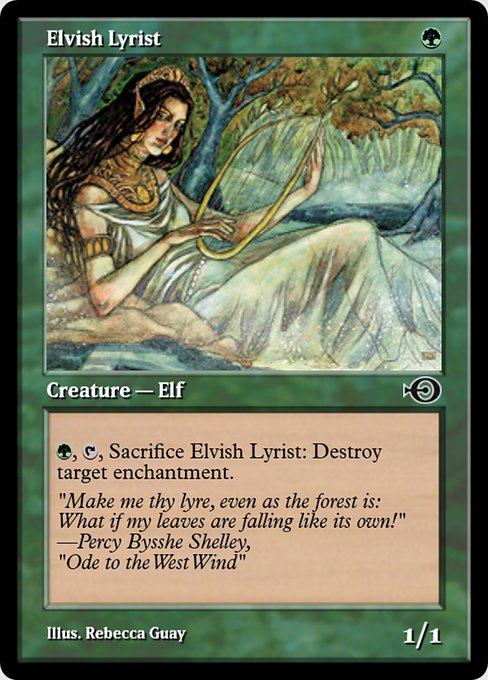 Elvish Lyrist
Creature — Elf
, , Sacrifice Elvish Lyrist: Destroy
target enchantment.
"Make me thy lyre, even as the forest is:
What if my leaves are falling like its own!"
—Percy Bysshe Shelley,
"Ode to the West Wind"
Illus. Rebecca Guay
1/1